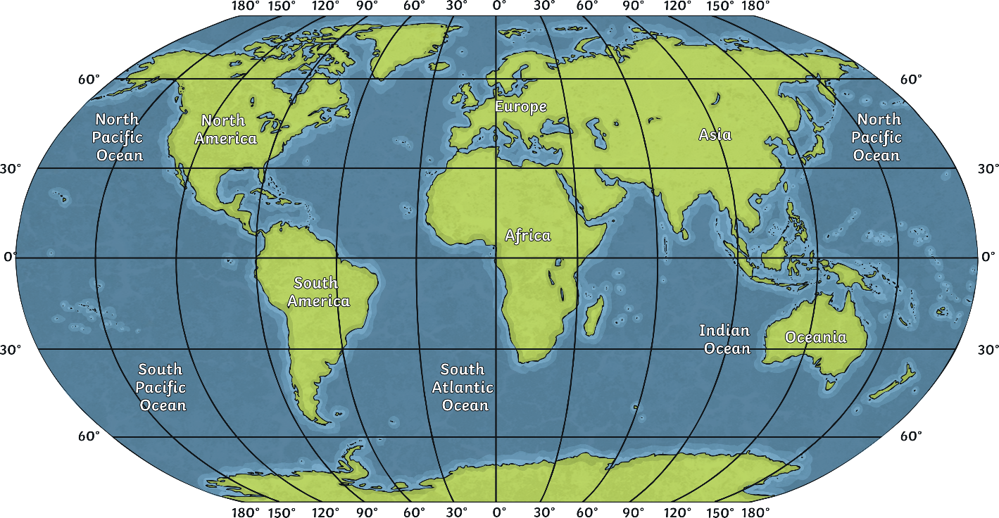 180° 150° 120° 90° 60° 30° 0° 30° 60° 90° 120° 150° 180°
60° 60°
Europe
North
Pacific
Ocean
North
America
Asia
North
Pacific
Ocean
30° 30°
Africa
0° 0°
South
America
Indian
Ocean
Oceania
30° 30°
South
Pacific
Ocean
South
Atlantic
Ocean
60° 60°
180° 150° 120° 90° 60° 30° 0° 30° 60° 90° 120° 150° 180°